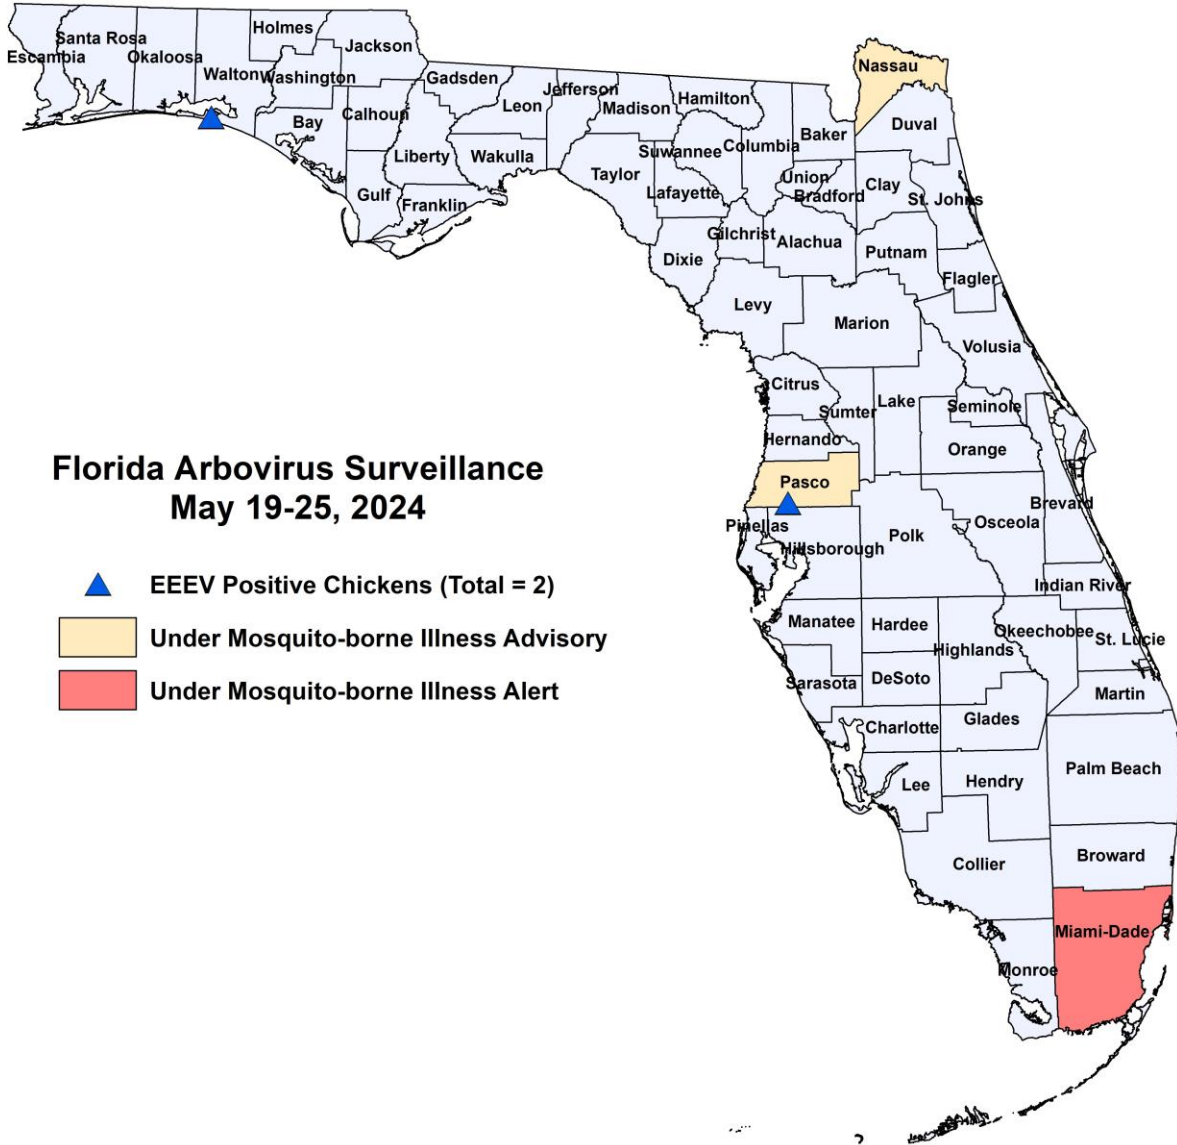 Holmes
Santa Rosa
Jackson
Escambia
Okaloosa
Walton
Washington
Gadsden
Jefferson
Leon
Madison
Hamilton
Nassau
Bay
Calhoun
Duval
Baker
Columbia
Suwannee
Liberty
Wakulla
Taylor
Union
Bradford
Clay
Lafayette
St. Johns
Gulf
Franklin
Gilchrist
Alachua
Putnam
Dixie
Flagler
Levy
Marion
Volusia
Citrus
Lake
Sumter
Seminole
Hernando
Orange
Florida Arbovirus Surveillance
May 19-25, 2024
Pasco
Brevard
Osceola
Pinellas
Polk
Hillsborough
EEEV Positive Chickens (Total = 2)
Under Mosquito-borne Illness Advisory
Under Mosquito-borne Illness Alert
Indian River
Manatee
Hardee
Okeechobee
St. Lucie
Highlands
Sarasota
DeSoto
Martin
Charlotte
Glades
Palm Beach
Lee
Hendry
Broward
Collier
Miami-Dade
Monroe